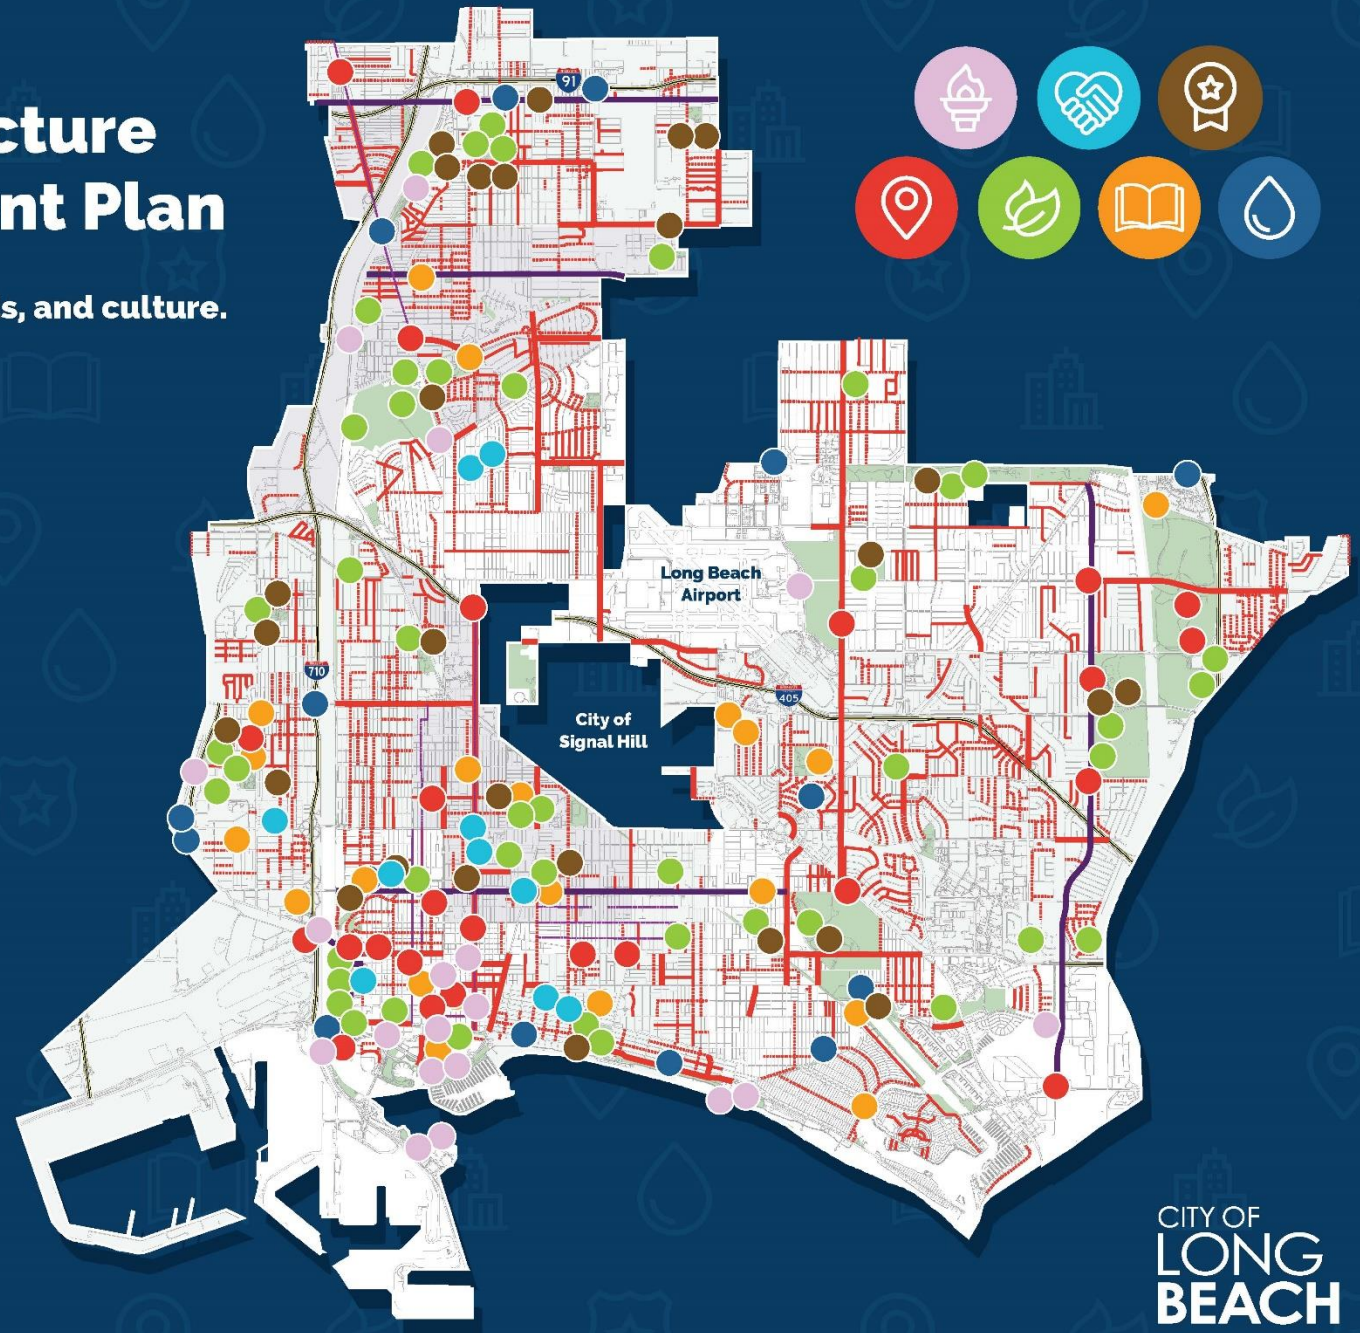 cture
nt Plan
s, and culture.
91
Long Beach
Airport
710
405
City of
Signal Hill
CITY OF
LONG
BEACH